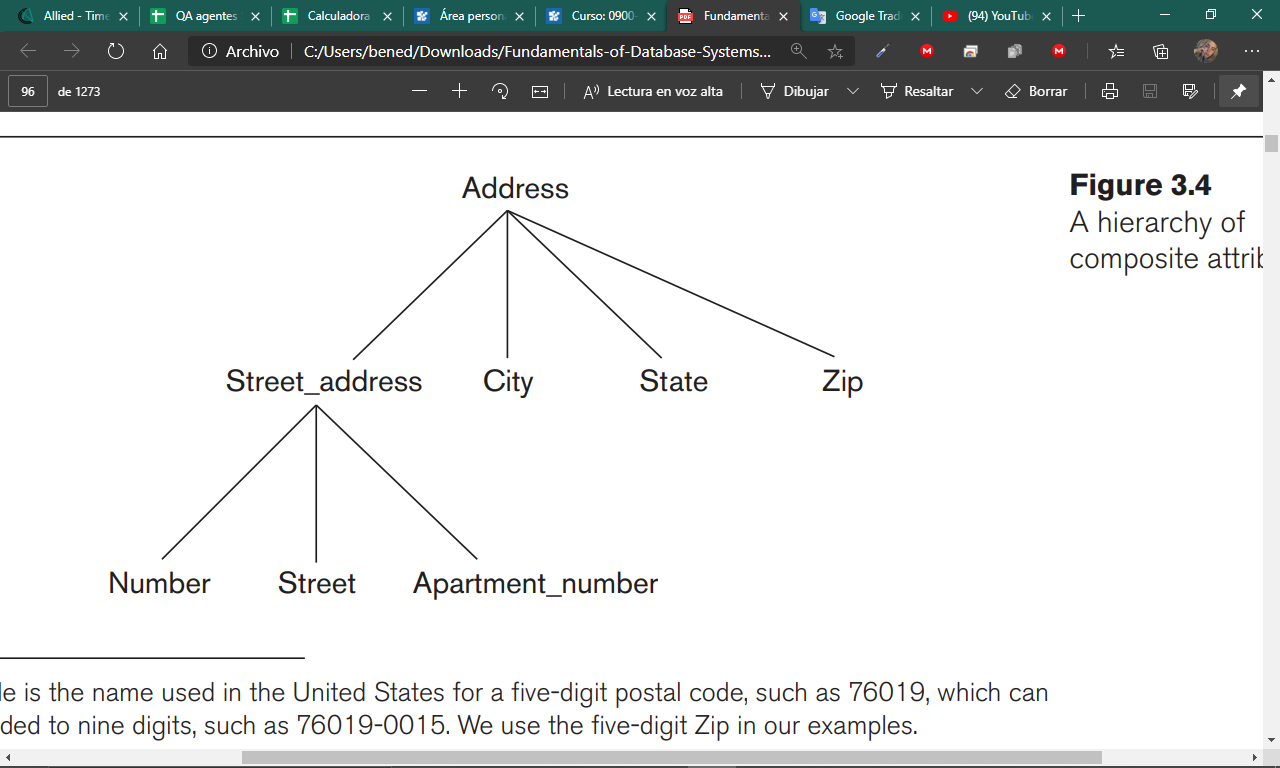 Allied - Time
QA agentes
Calculadora
Área person
Curso: 0900-
Fundamenta
Google Trad
(94) YouTub
Archivo
C:/Users/bened/Downloads/Fundamentals-of-Database-Systems...
96 de 1273
Lectura en voz alta
Dibujar
Resaltar
Borrar
Address
Figure 3.4
A hierarchy of
composite attrib
Street_address City State Zip
Number Street Apartment_number
le is the name used in the United States for a five-digit postal code, such as 76019, which can
ded to nine digits, such as 76019-0015. We use the five-digit Zip in our examples.